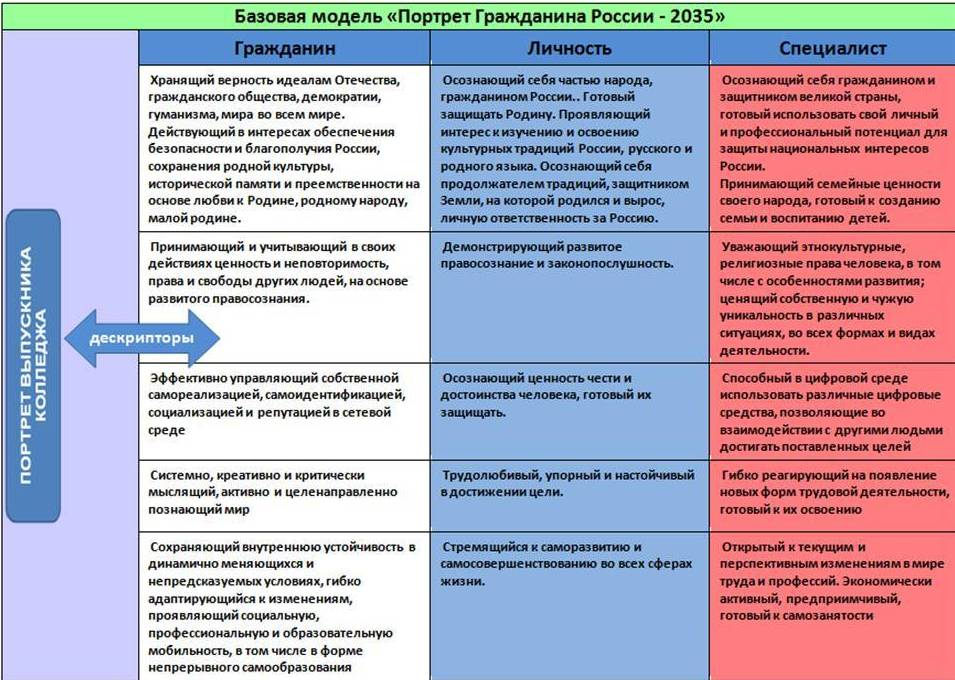 Базовая модель «Портрет Гражданина России - 2035»
Гражданин
Личность
Специалист
ПОРТРЕТ ВЫПУСКНИКА
КОЛЛЕДЖА
дескрипторы
Хранящий верность идеалам Отечества,
гражданского общества, демократии,
гуманизма, мира во всем мире.
Действующий в интересах обеспечения
безопасности и благополучия России,
сохранения родной культуры,
исторической памяти и преемственности на
основе любви к Родине, родному народу,
малой родине.
Осознающий себя частью народа,
гражданином России.. Готовый
защищать Родину. Проявляющий
интерес к изучению и освоению
культурных традиций России, русского и
родного языка. Осознающий себя
продолжателем традиций, защитником
Земли, на которой родился и вырос,
личную ответственность за Россию.
Осознающий себя гражданином и
защитником великой страны,
готовый использовать свой личный
и профессиональный потенциал для
защиты национальных интересов
России.
Принимающий семейные ценности
своего народа, готовый к созданию
семьи и воспитанию детей.
Принимающий и учитывающий в своих
действиях ценность и неповторимость,
права и свободы других людей, на основе
развитого правосознания.
Демонстрирующий развитое
правосознание и законопослушность.
Уважающий этнокультурные,
религиозные права человека, в том
числе с особенностями развития;
ценящий собственную и чужую
уникальность в различных
ситуациях, во всех формах и видах
деятельности.
Эффективно управляющий собственной
самореализацией, самоидентификацией,
социализацией и репутацией в сетевой
среде
Осознающий ценность чести и
достоинства человека, готовый их
защищать.
Способный в цифровой среде
использовать различные цифровые
средства, позволяющие во
взаимодействии с другими людьми
достигать поставленных целей
Системно, креативно и критически
мыслящий, активно и целенаправленно
познающий мир
Трудолюбивый, упорный и настойчивый
в достижении цели.
Гибко реагирующий на появление
новых форм трудовой деятельности,
готовый к их освоению
Сохраняющий внутреннюю устойчивость в
динамично меняющихся и
непредсказуемых условиях, гибко
адаптирующийся к изменениям,
проявляющий социальную,
профессиональную и образовательную
мобильность, в том числе в форме
непрерывного самообразования
Стремящийся к саморазвитию и
самосовершенствованию во всех сферах
жизни.
Открытый к текущим и
перспективным изменениям в мире
труда и профессий. Экономически
активный, предприимчивый,
готовый к самозанятости